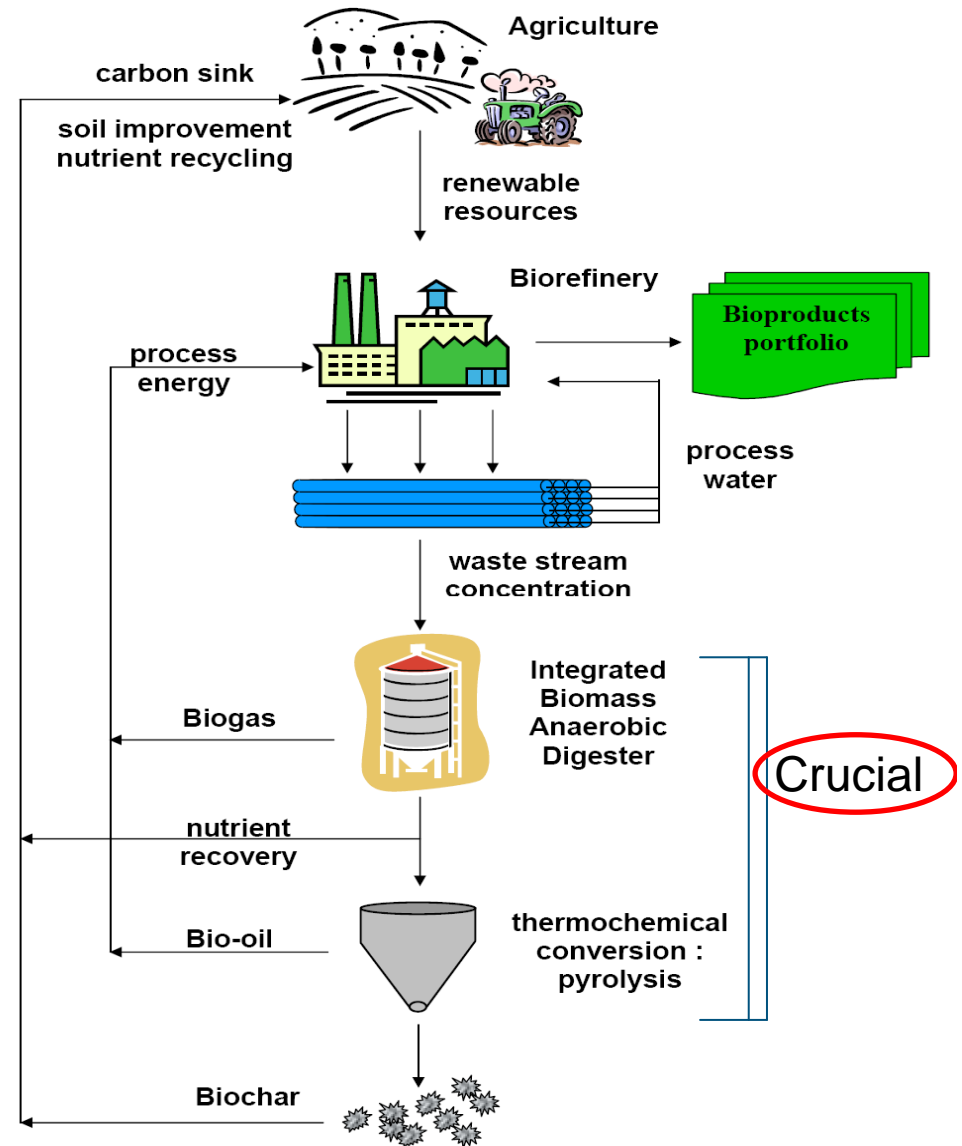 Agriculture
carbon sink
soil improvement
nutrient recycling
renewable
resources
Biorefinery
Bioproducts
portfolio
process
energy
process
water
waste stream
concentration
Integrated
Biomass
Anaerobic
Digester
Biogas
Crucial
nutrient
recovery
thermochemical
conversion :
pyrolysis
Bio-oil
Biochar